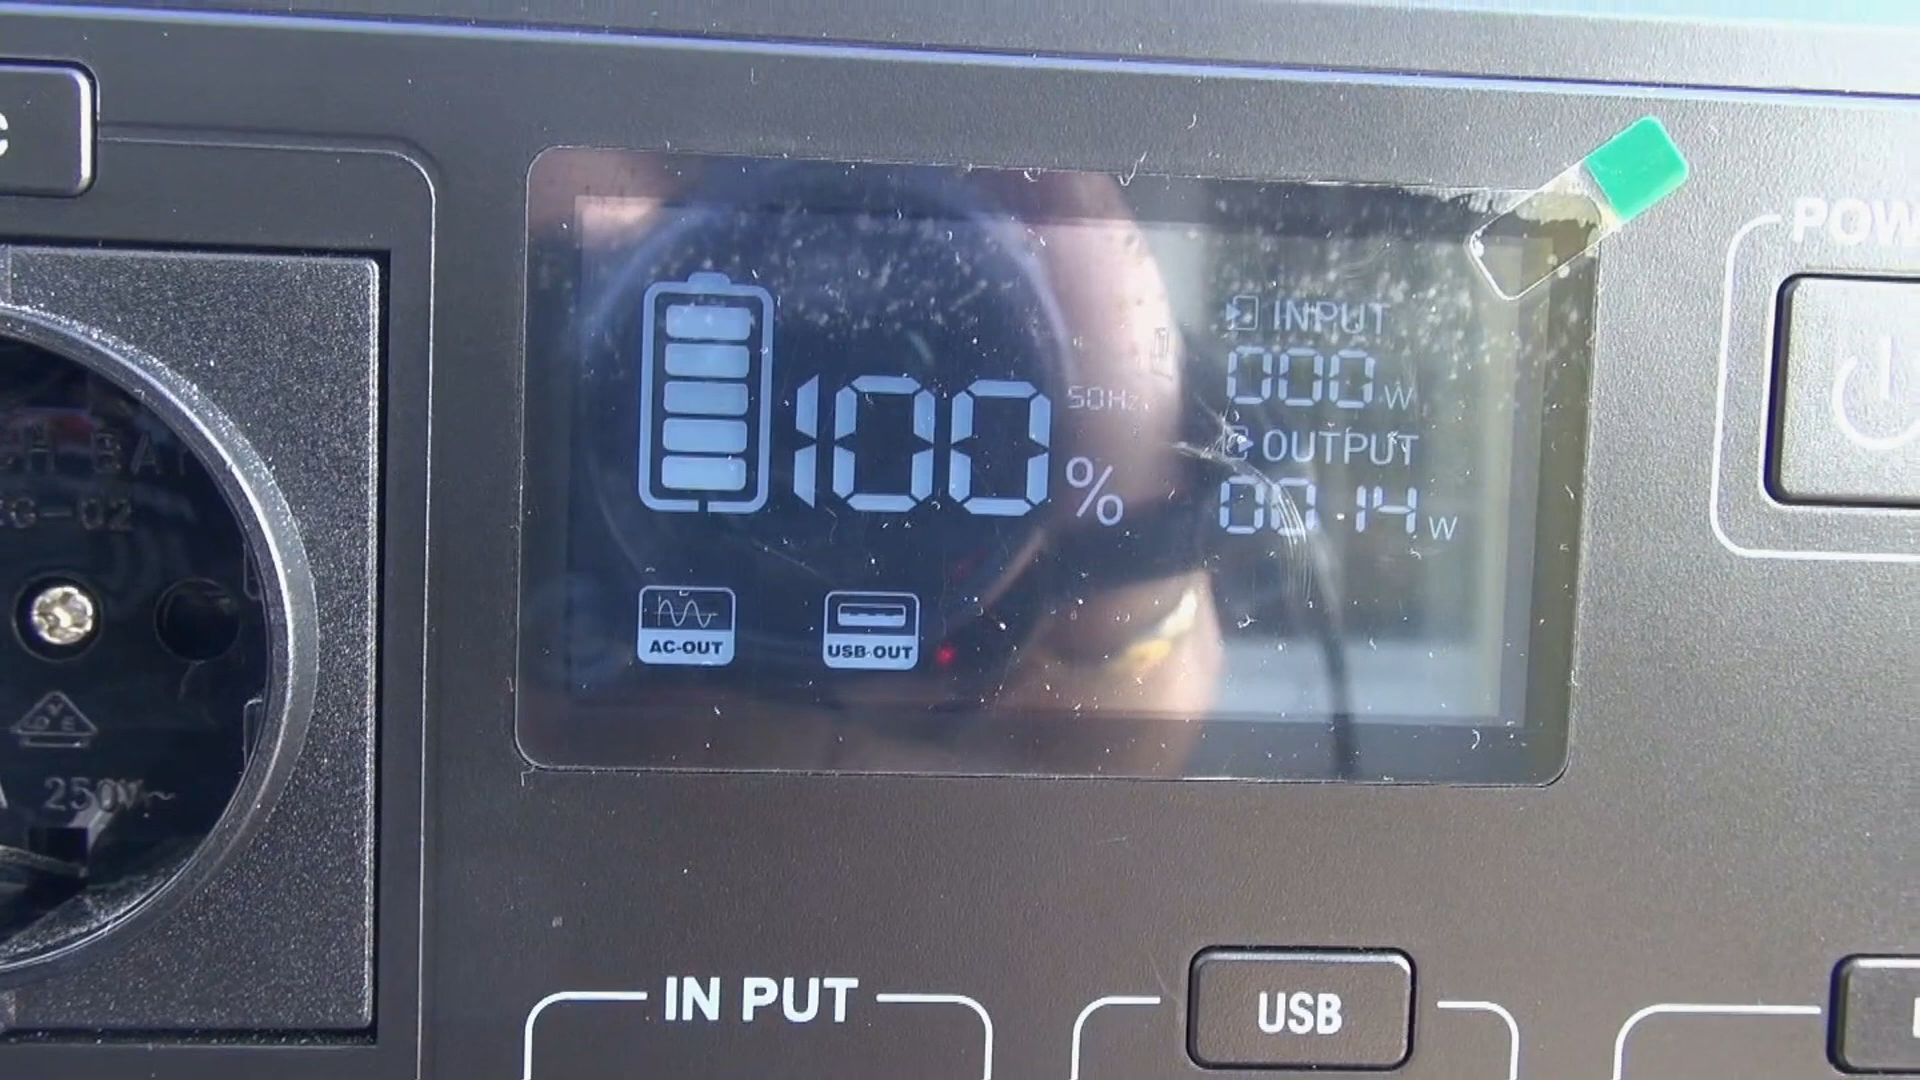 C
POW
INPUT
000 W
OUTPUT
0014 W
100 %
50Hz
AC-OUT
USB-OUT
250V~
IN PUT
USB